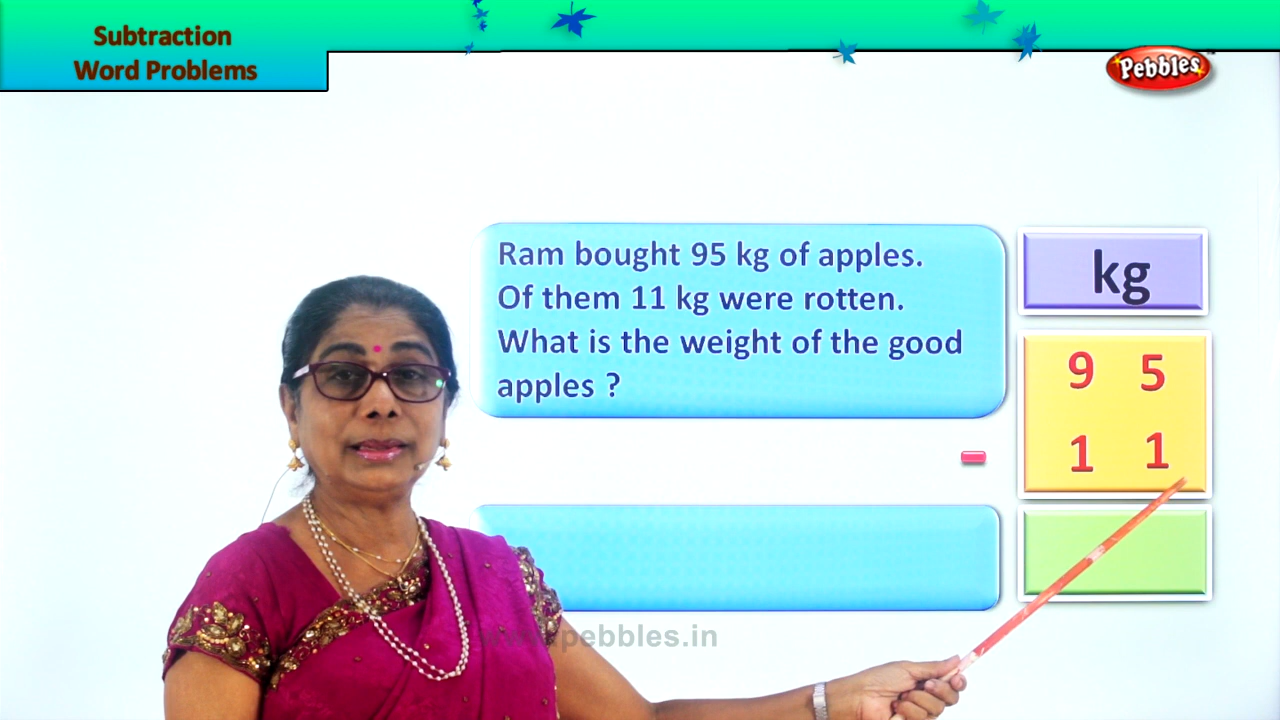 Subtraction
Word Problems
Pebbles
Ram bought 95 kg of apples.
Of them 11 kg were rotten.
What is the weight of the good
apples ?
kg
9 5
- 1 1
pebbles.in